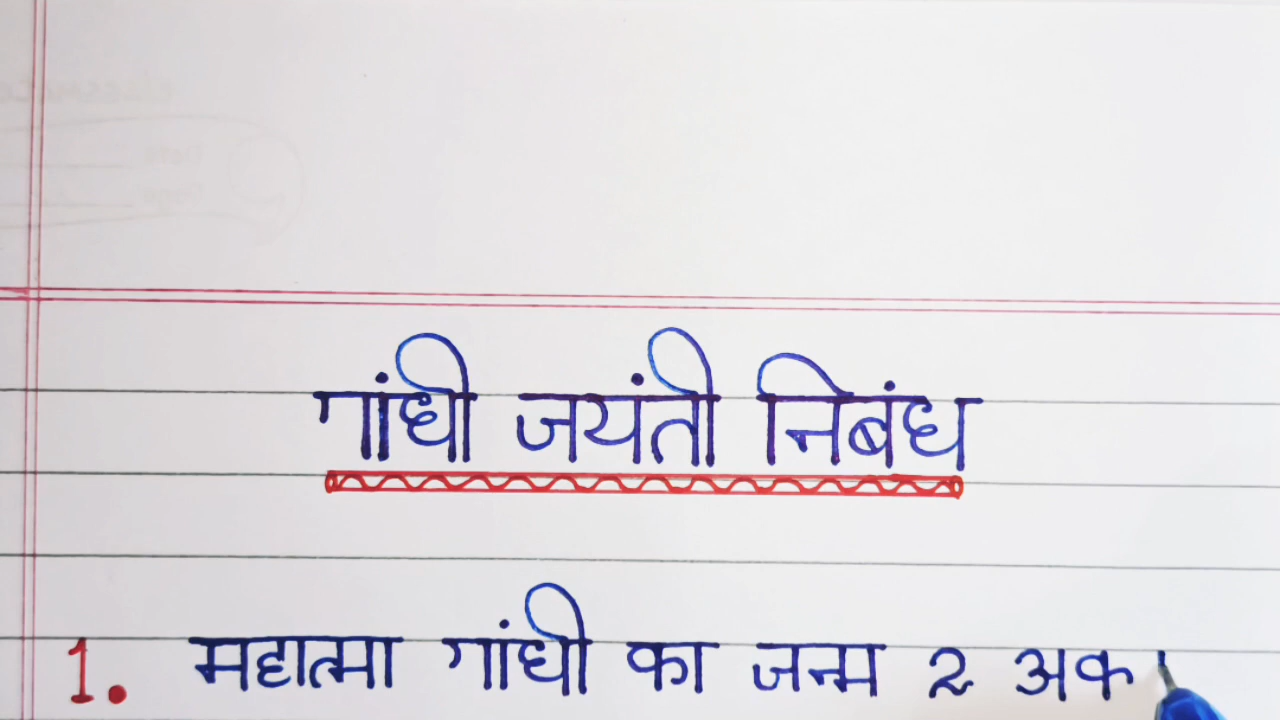 गांधी जयंती निबंध
1. महात्मा गांधी का जन्म 2 अक